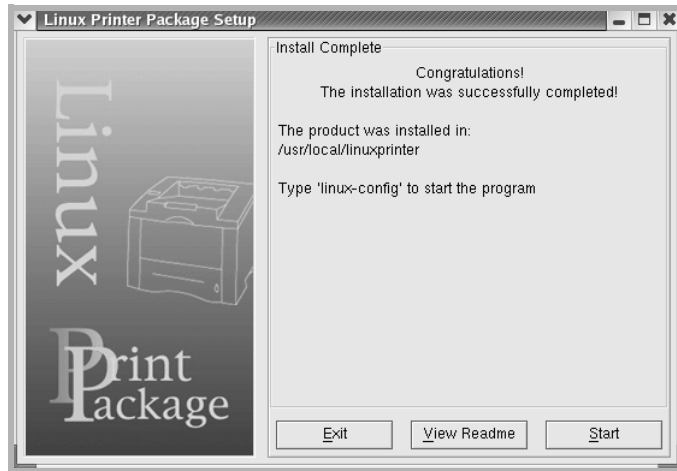 Linux Printer Package Setup
Linux
Print
Package
Install Complete
Congratulations!
The installation was successfully completed!
The product was installed in:
/usr/local/linuxprinter
Type 'linux-config' to start the program
Exit
View Readme
Start